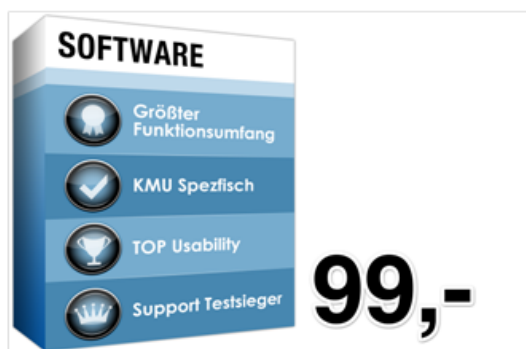 SOFTWARE
Größter
Funktionsumfang
KMU Spezfisch
TOP Usability
Support Testsieger
99,-